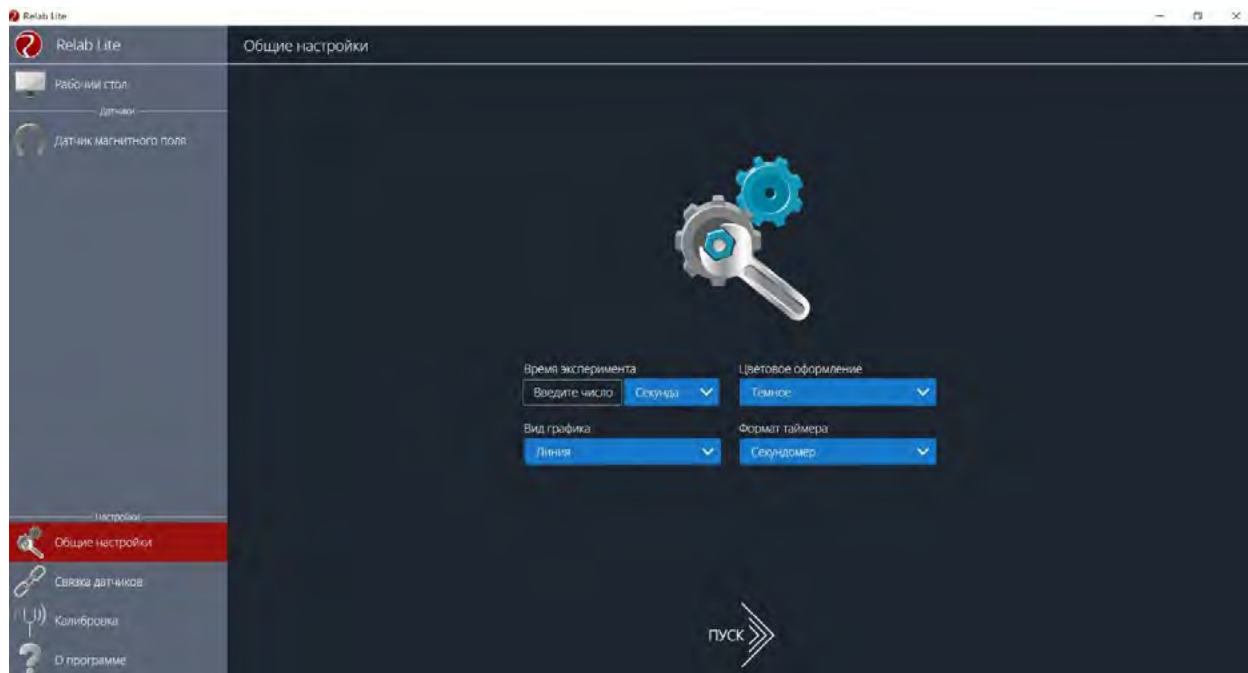 Relab Lite
Relab Lite
Общие настройки
Рабочий стол
Датчики
Датчик магнитного поля
Время эксперимента
Цветовое оформление
Введите число
Секунда
Темное
Вид графика
Формат таймера
Линия
Секундомер
Настройки
Общие настройки
Связка датчиков
Калибровка
О программе
ПУСК